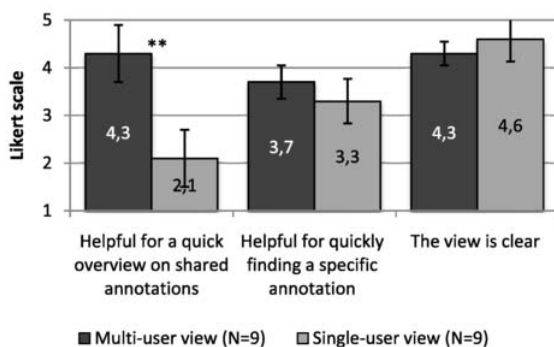 5
4
3
2
1
Likert scale
**
4,3
2,1
3,7
3,3
4,3
4,6
Helpful for a quick
overview on shared
annotations
Helpful for quickly
finding a specific
annotation
The view is clear
Multi-user view (N=9)
Single-user view (N=9)